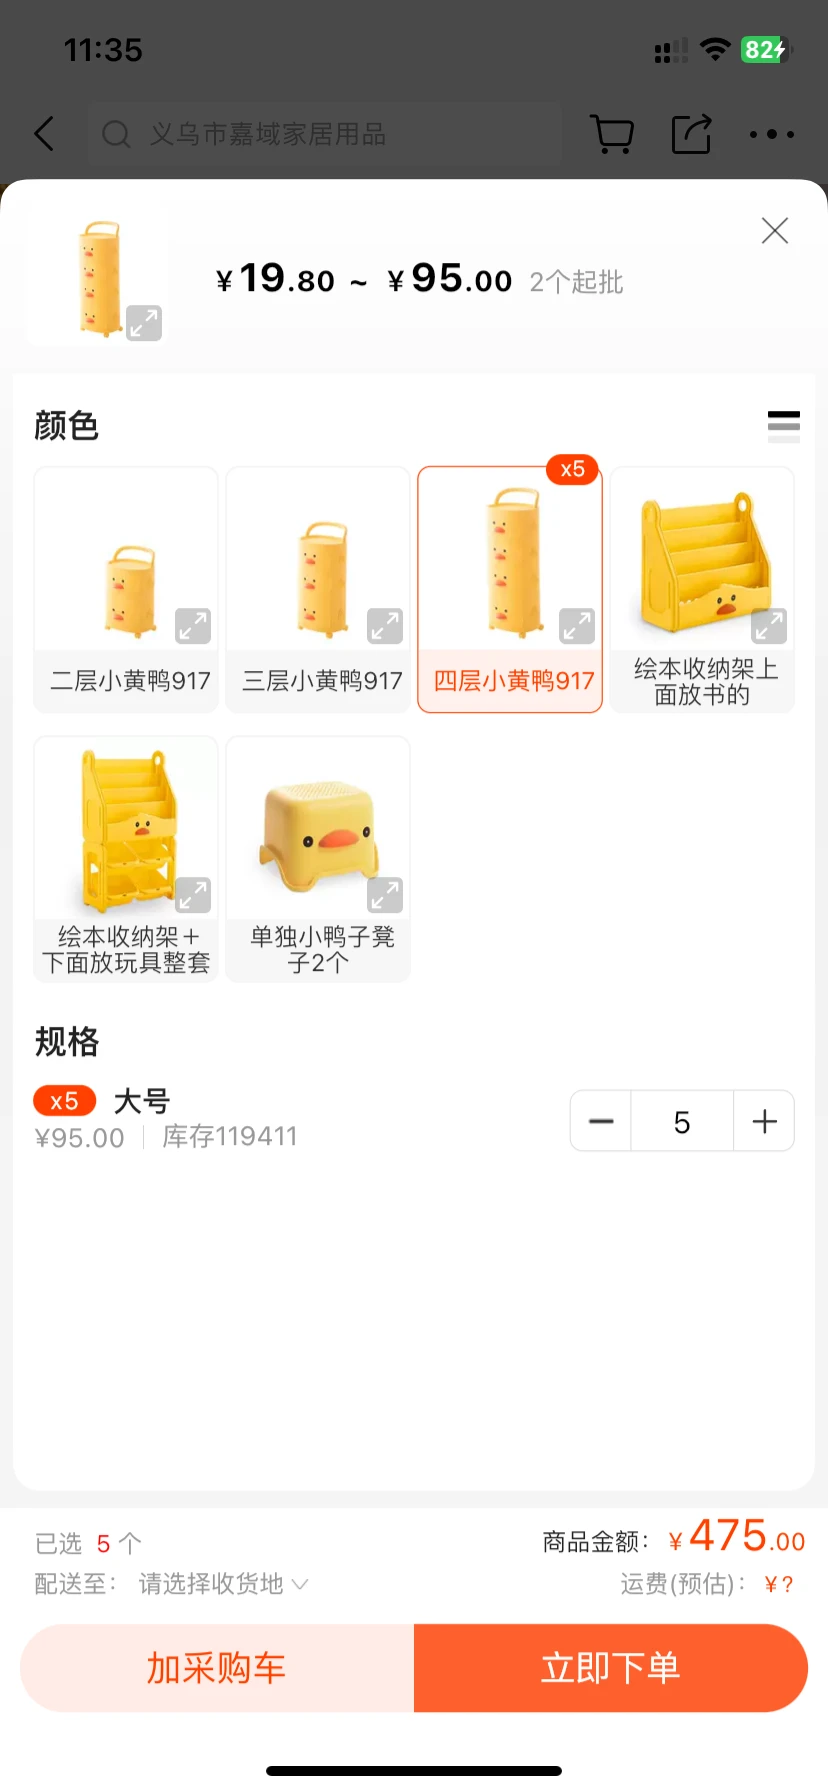 11:35
82
义乌市嘉域家居用品
¥19.80 ~ ¥95.00 2个起批
颜色
x5
二层小黄鸭917
三层小黄鸭917
四层小黄鸭917
绘本收纳架上
面放书的
绘本收纳架＋
下面放玩具整套
单独小鸭子凳
子2个
规格
x5 大号
¥95.00 库存119411
5
已选 5 个
商品金额：¥475.00
配送至：请选择收货地
运费(预估)：¥?
加采购车
立即下单